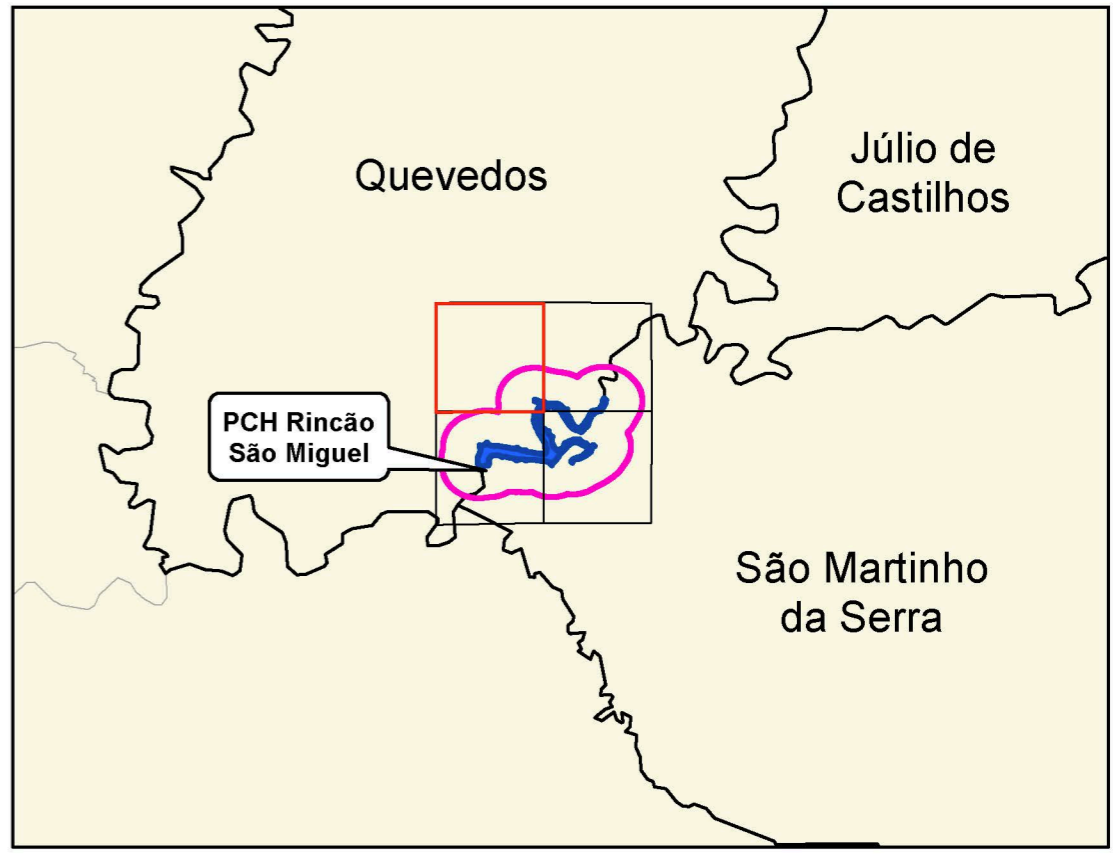 Júlio de
Castilhos
Quevedos
PCH Rincão
São Miguel
São Martinho
da Serra